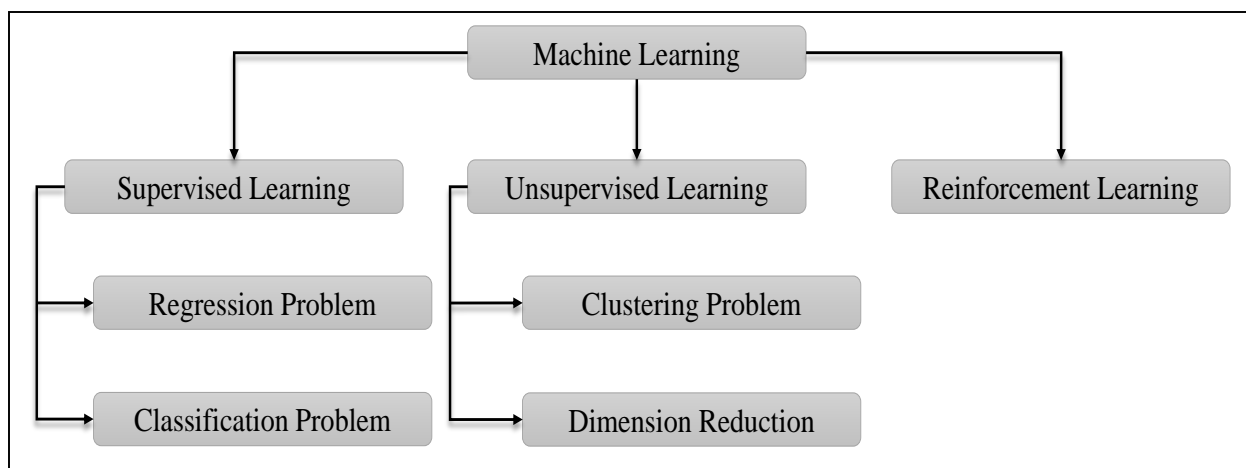 Machine Learning
Supervised Learning
Unsupervised Learning
Reinforcement Learning
Regression Problem
Clustering Problem
Classification Problem
Dimension Reduction